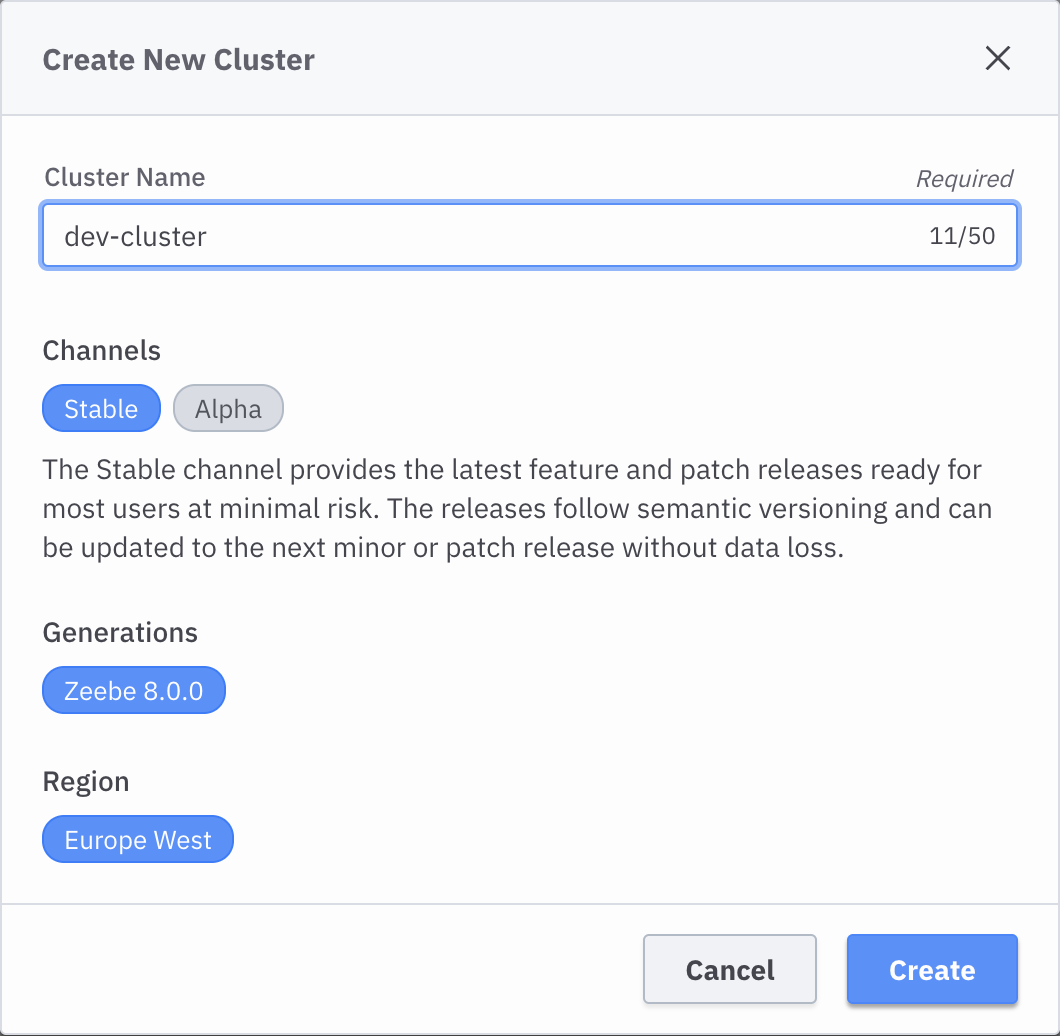 Create New Cluster
Cluster Name
Required
dev-cluster
11/50
Channels
Stable
Alpha
The Stable channel provides the latest feature and patch releases ready for
most users at minimal risk. The releases follow semantic versioning and can
be updated to the next minor or patch release without data loss.
Generations
Zeebe 8.0.0
Region
Europe West
Cancel
Create